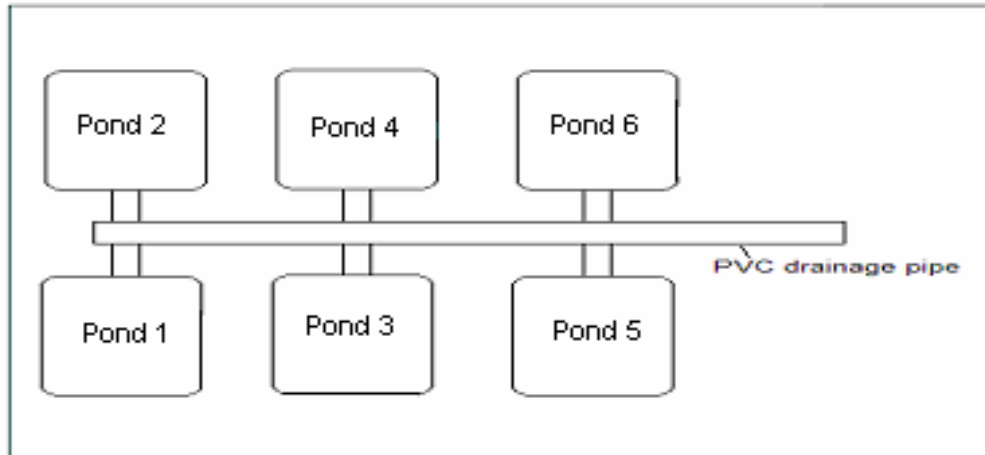 Pond 2
Pond 4
Pond 6
PVC drainage pipe
Pond 1
Pond 3
Pond 5